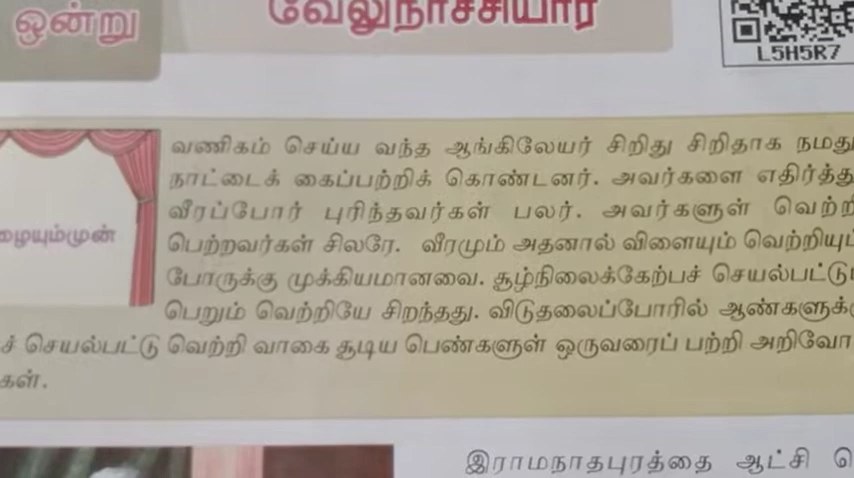 ஒன்று
வேலுநாச்சியார்
L5H5R7
வணிகம் செய்ய வந்த ஆங்கிலேயர் சிறிது சிறிதாக நமது
நாட்டைக் கைப்பற்றிக் கொண்டனர். அவர்களை எதிர்த்து
வீரப்போர் புரிந்தவர்கள் பலர். அவர்களுள் வெற்றி
ழையும்முன்
பெற்றவர்கள் சிலரே. வீரமும் அதனால் விளையும் வெற்றியும்
போருக்கு முக்கியமானவை. சூழ்நிலைக்கேற்பச் செயல்பட்டு
பெறும் வெற்றியே சிறந்தது. விடுதலைப்போரில் ஆண்களுக்கு
ச் செயல்பட்டு வெற்றி வாகை சூடிய பெண்களுள் ஒருவரைப் பற்றி அறிவோ
கள்.
இராமநாதபுரத்தை ஆட்சி